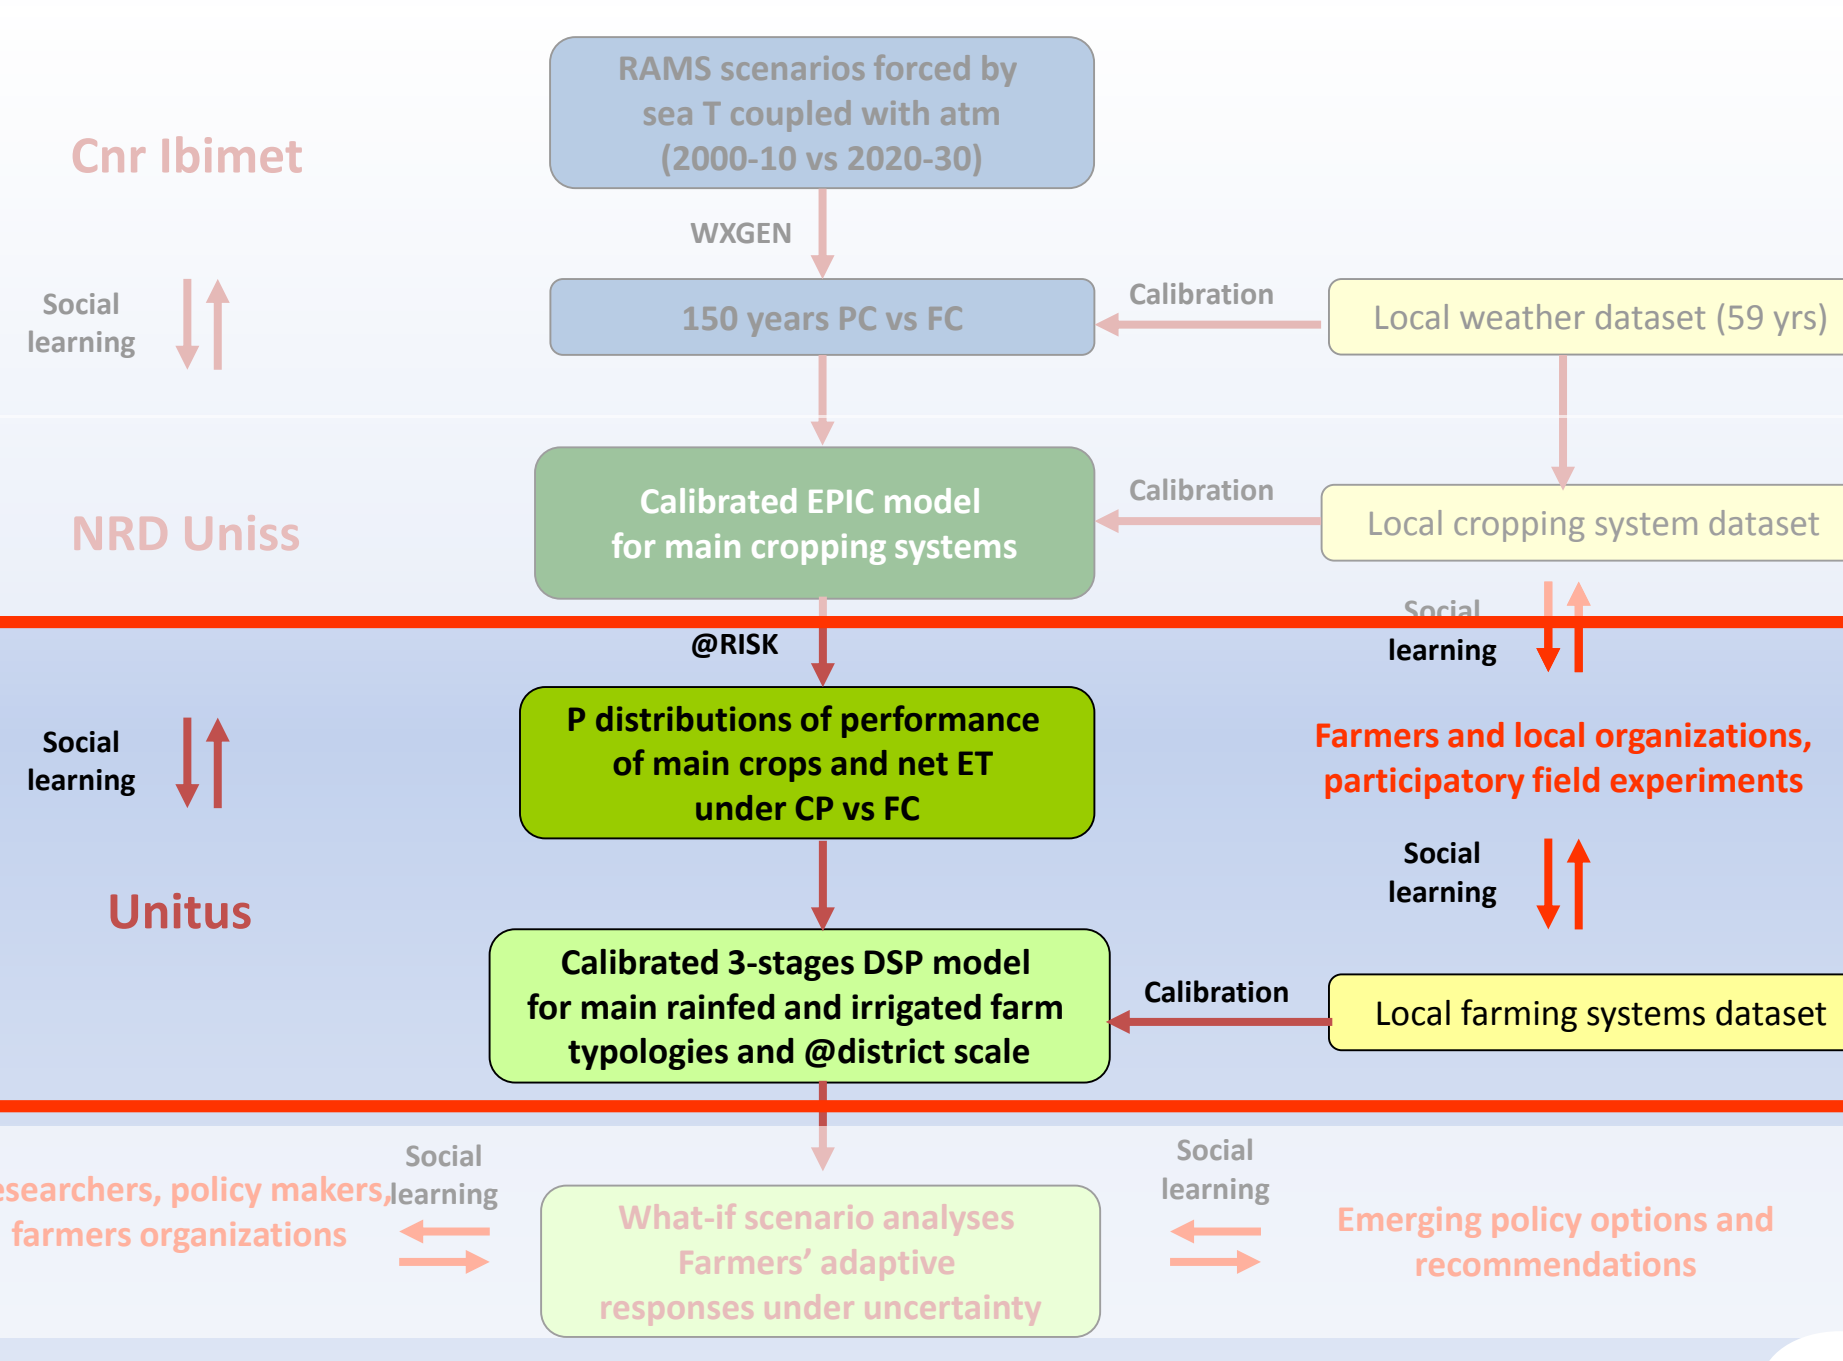 RAMS scenarios forced by
sea T coupled with atm
(2000-10 vs 2020-30)
Cnr Ibimet
WXGEN
Social
learning
150 years PC vs FC
Calibration
Local weather dataset (59 yrs)
NRD Uniss
Calibrated EPIC model
for main cropping systems
Calibration
Local cropping system dataset
Social
learning
@RISK
Social
learning
P distributions of performance
of main crops and net ET
under CP vs FC
Farmers and local organizations,
participatory field experiments
Social
learning
Unitus
Calibrated 3-stages DSP model
for main rainfed and irrigated farm
typologies and @district scale
Calibration
Local farming systems dataset
esearchers, policy makers,
farmers organizations
Social
learning
What-if scenario analyses
Farmers’ adaptive
responses under uncertainty
Social
learning
Emerging policy options and
recommendations